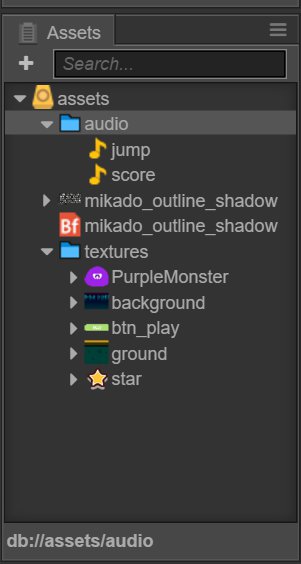 Assets
Search...
assets
audio
jump
score
mikado_outline_shadow
Bf mikado_outline_shadow
textures
PurpleMonster
background
btn_play
ground
star
db://assets/audio